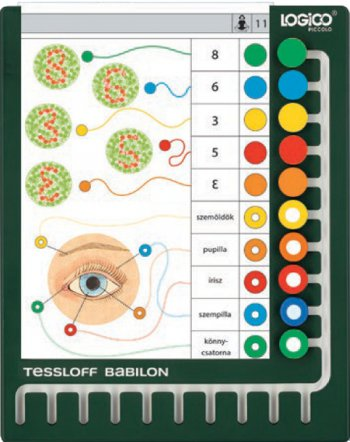 11
LOGICO®
PICCOLO
8
6
3
5
Ɛ
szemöldök
pupilla
írisz
szempilla
könny-
csatorna
TESSLOFF BABILON